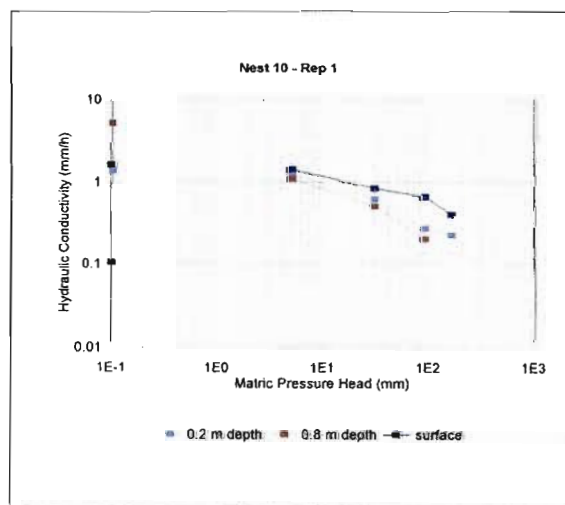 Nest 10 - Rep 1
Hydraulic Conductivity (mm/h)
10
1
0.1
0.01
1E-1 1E0 1E1 1E2 1E3
Matric Pressure Head (mm)
0.2 m depth 0.8 m depth surface